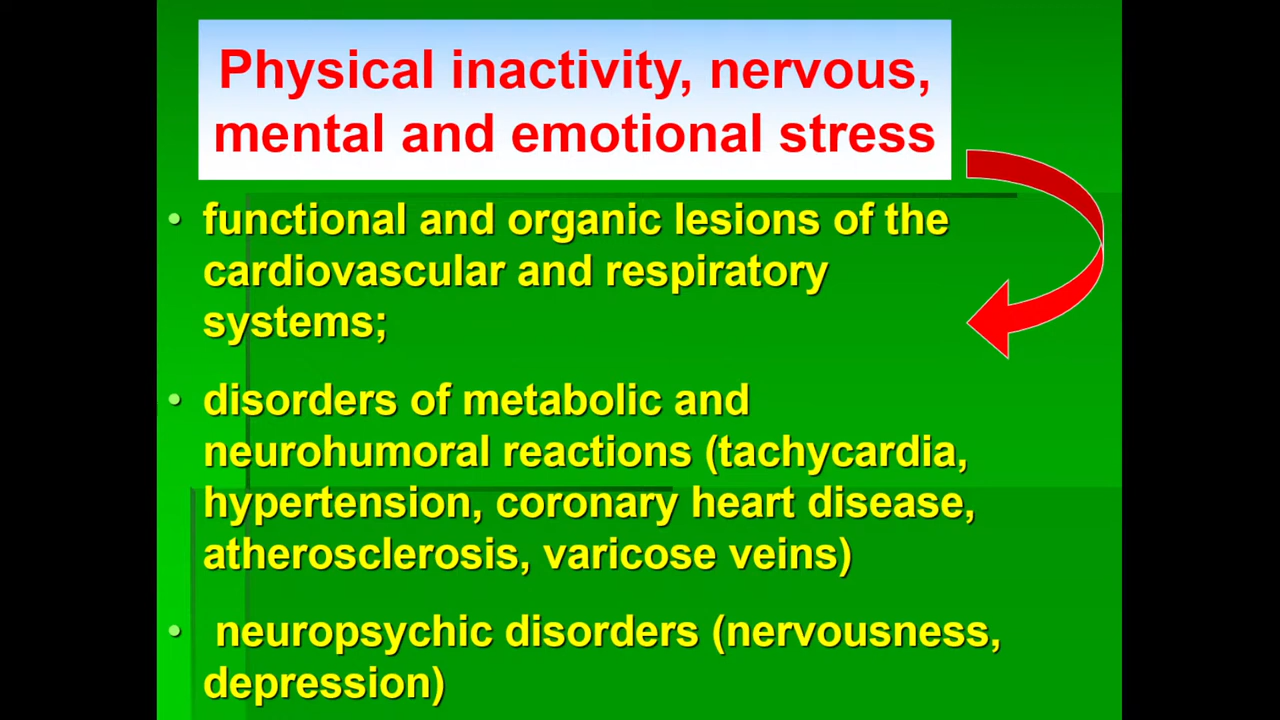 Physical inactivity, nervous,
mental and emotional stress
• functional and organic lesions of the
cardiovascular and respiratory
systems;
• disorders of metabolic and
neurohumoral reactions (tachycardia,
hypertension, coronary heart disease,
atherosclerosis, varicose veins)
• neuropsychic disorders (nervousness,
depression)